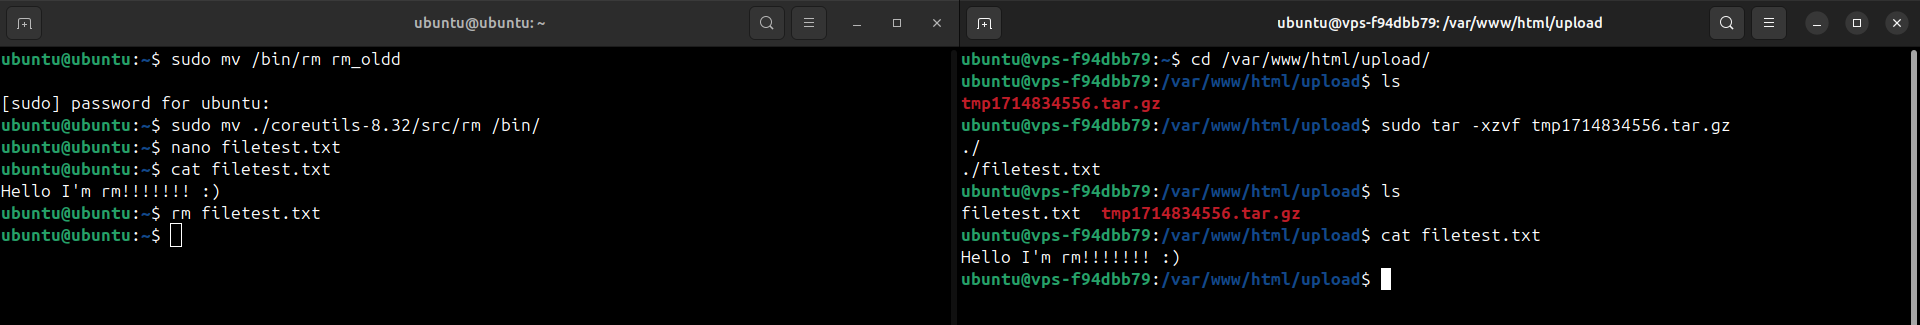 ubuntu@ubuntu: ~
ubuntu@ubuntu:~$ sudo mv /bin/rm rm_oldd
[sudo] password for ubuntu:
ubuntu@ubuntu:~$ sudo mv ./coreutils-8.32/src/rm /bin/
ubuntu@ubuntu:~$ nano filetest.txt
ubuntu@ubuntu:~$ cat filetest.txt
Hello I'm rm!!!!!!! :)
ubuntu@ubuntu:~$ rm filetest.txt
ubuntu@ubuntu:~$
ubuntu@vps-f94dbb79: /var/www/html/upload
ubuntu@vps-f94dbb79:~$ cd /var/www/html/upload/
ubuntu@vps-f94dbb79:/var/www/html/upload$ ls
tmp1714834556.tar.gz
ubuntu@vps-f94dbb79:/var/www/html/upload$ sudo tar -xzvf tmp1714834556.tar.gz
./
./filetest.txt
ubuntu@vps-f94dbb79:/var/www/html/upload$ ls
filetest.txt  tmp1714834556.tar.gz
ubuntu@vps-f94dbb79:/var/www/html/upload$ cat filetest.txt
Hello I'm rm!!!!!!! :)
ubuntu@vps-f94dbb79:/var/www/html/upload$